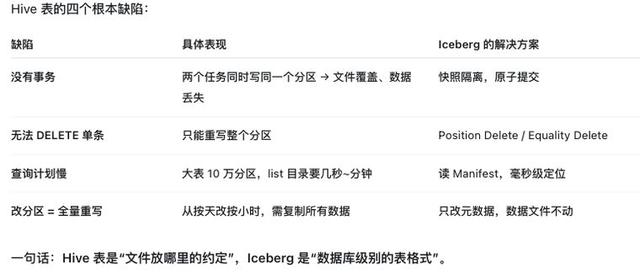 Hive 表的四个根本缺陷：
缺陷 具体表现 Iceberg 的解决方案
没有事务 两个任务同时写同一个分区 → 文件覆盖、数据 快照隔离，原子提交
丢失
无法 DELETE 单条 只能重写整个分区 Position Delete / Equality Delete
查询计划慢 大表 10 万分区，list 目录要几秒~分钟 读 Manifest，毫秒级定位
改分区 = 全量重写 从按天改按小时，需复制所有数据 只改元数据，数据文件不动
一句话：Hive 表是“文件放哪里的约定”，Iceberg 是“数据库级别的表格式”。